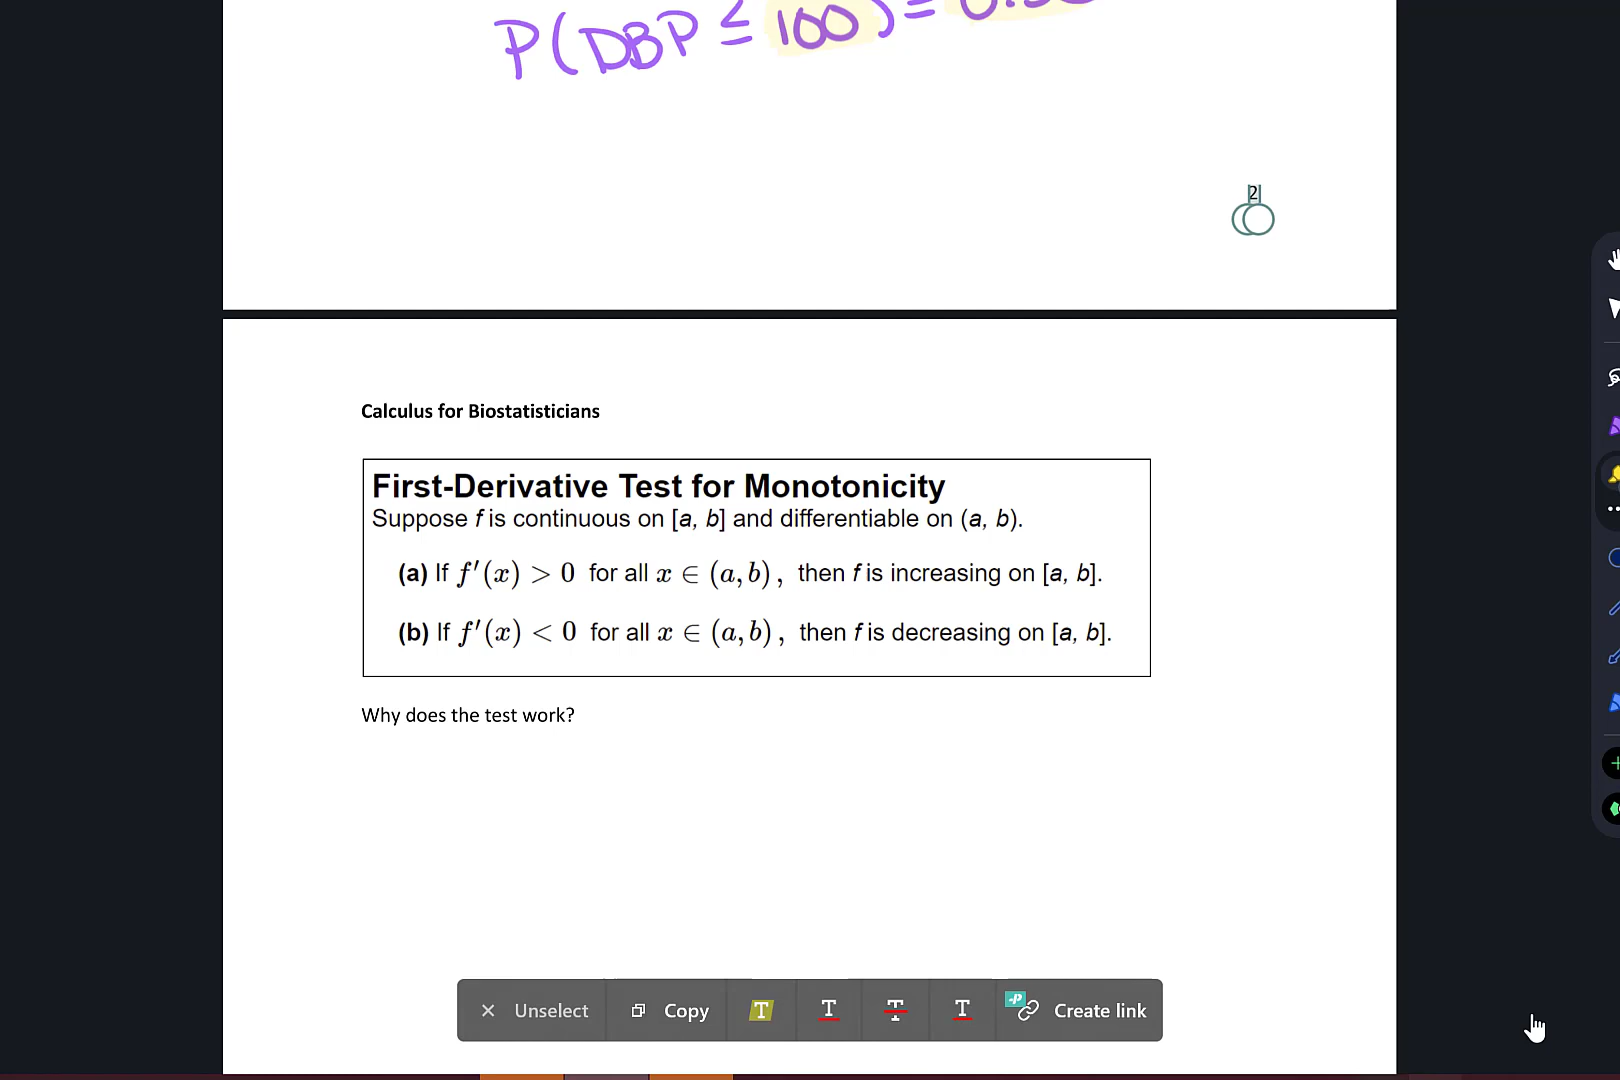 P(DBP ≤ 100) =
2
Calculus for Biostatisticians
First-Derivative Test for Monotonicity
Suppose f is continuous on [a, b] and differentiable on (a, b).
(a) If f′(x) > 0 for all x ∈ (a, b), then f is increasing on [a, b].
(b) If f′(x) < 0 for all x ∈ (a, b), then f is decreasing on [a, b].
Why does the test work?
× Unselect Copy T T T T P Create link